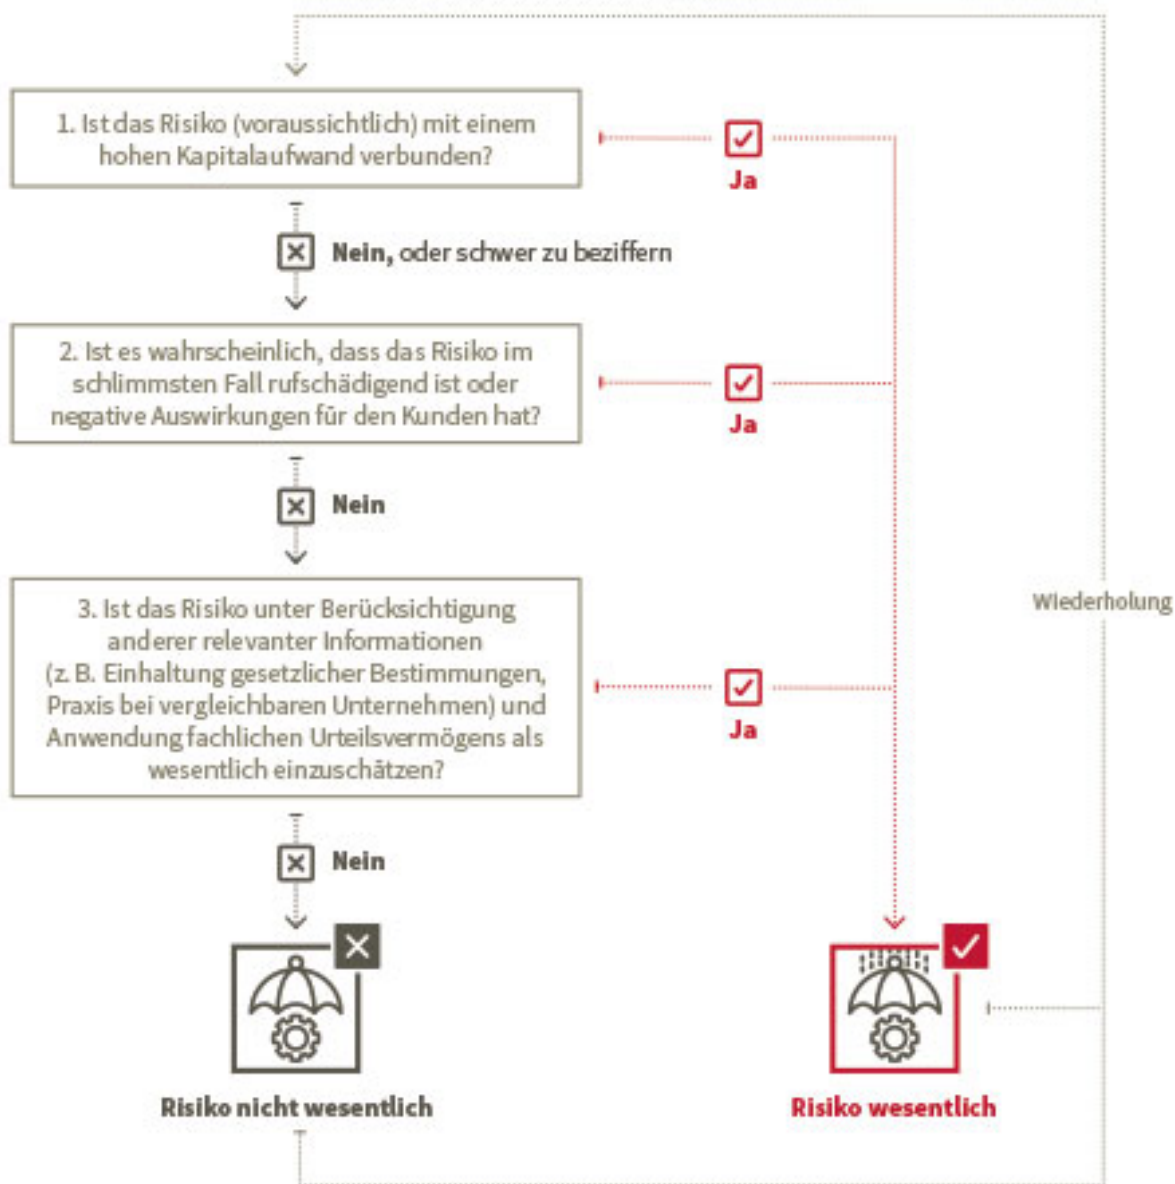 1. Ist das Risiko (voraussichtlich) mit einem
hohen Kapitalaufwand verbunden?
Ja
Nein, oder schwer zu beziffern
2. Ist es wahrscheinlich, dass das Risiko im
schlimmsten Fall rufschädigend ist oder
negative Auswirkungen für den Kunden hat?
Ja
Nein
3. Ist das Risiko unter Berücksichtigung
anderer relevanter Informationen
(z. B. Einhaltung gesetzlicher Bestimmungen,
Praxis bei vergleichbaren Unternehmen) und
Anwendung fachlichen Urteilsvermögens als
wesentlich einzuschätzen?
Ja
Wiederholung
Nein
Risiko nicht wesentlich
Risiko wesentlich